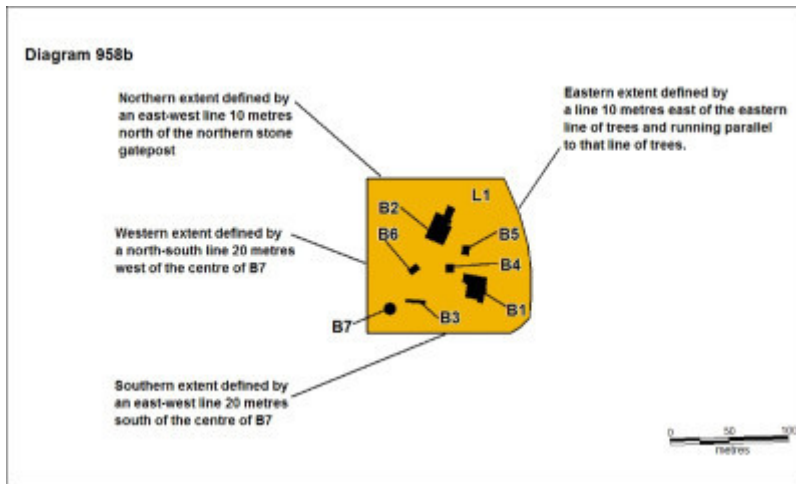 Diagram 958b
Northern extent defined by
an east-west line 10 metres
north of the northern stone
gatepost
Eastern extent defined by
a line 10 metres east of the eastern
line of trees and running parallel
to that line of trees.
L1
B2
B6
B5
B4
Western extent defined by
a north-south line 20 metres
west of the centre of B7
B1
B3
B7
Southern extent defined by
an east-west line 20 metres
south of the centre of B7
0 50 100
metres